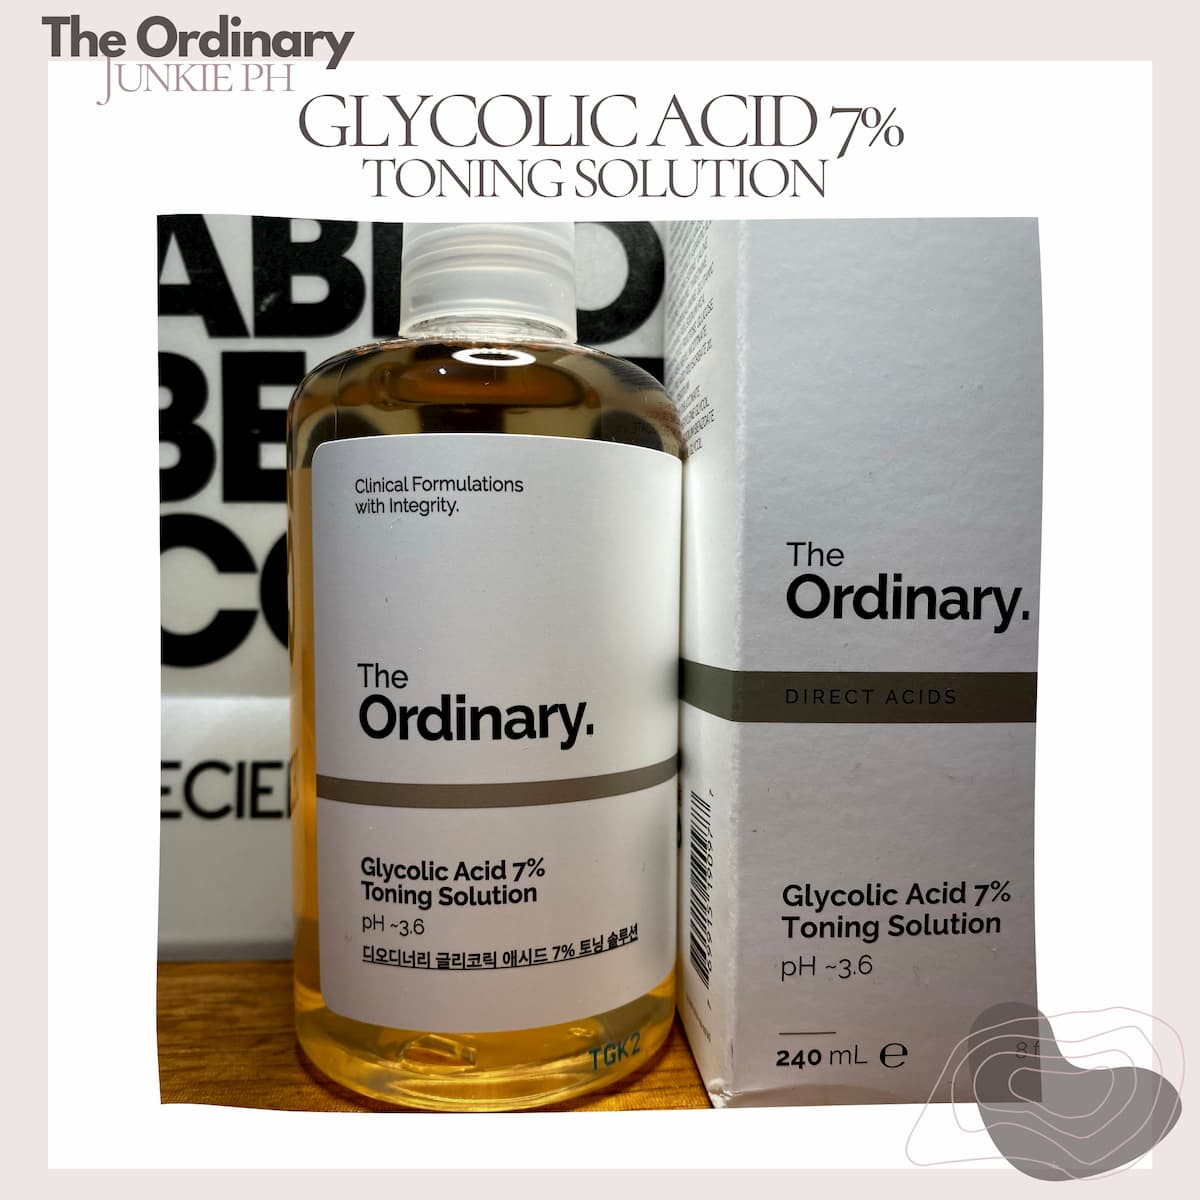 The Ordinary
JUNKIE PH
GLYCOLIC ACID 7%
TONING SOLUTION
Clinical Formulations
with Integrity.
The
Ordinary.
Glycolic Acid 7%
Toning Solution
pH ~3.6
디오디너리 글리코릭 애시드 7% 토닝 솔루션
TGK2
The
Ordinary.
DIRECT ACIDS
Glycolic Acid 7%
Toning Solution
pH ~3.6
240 mL ℮